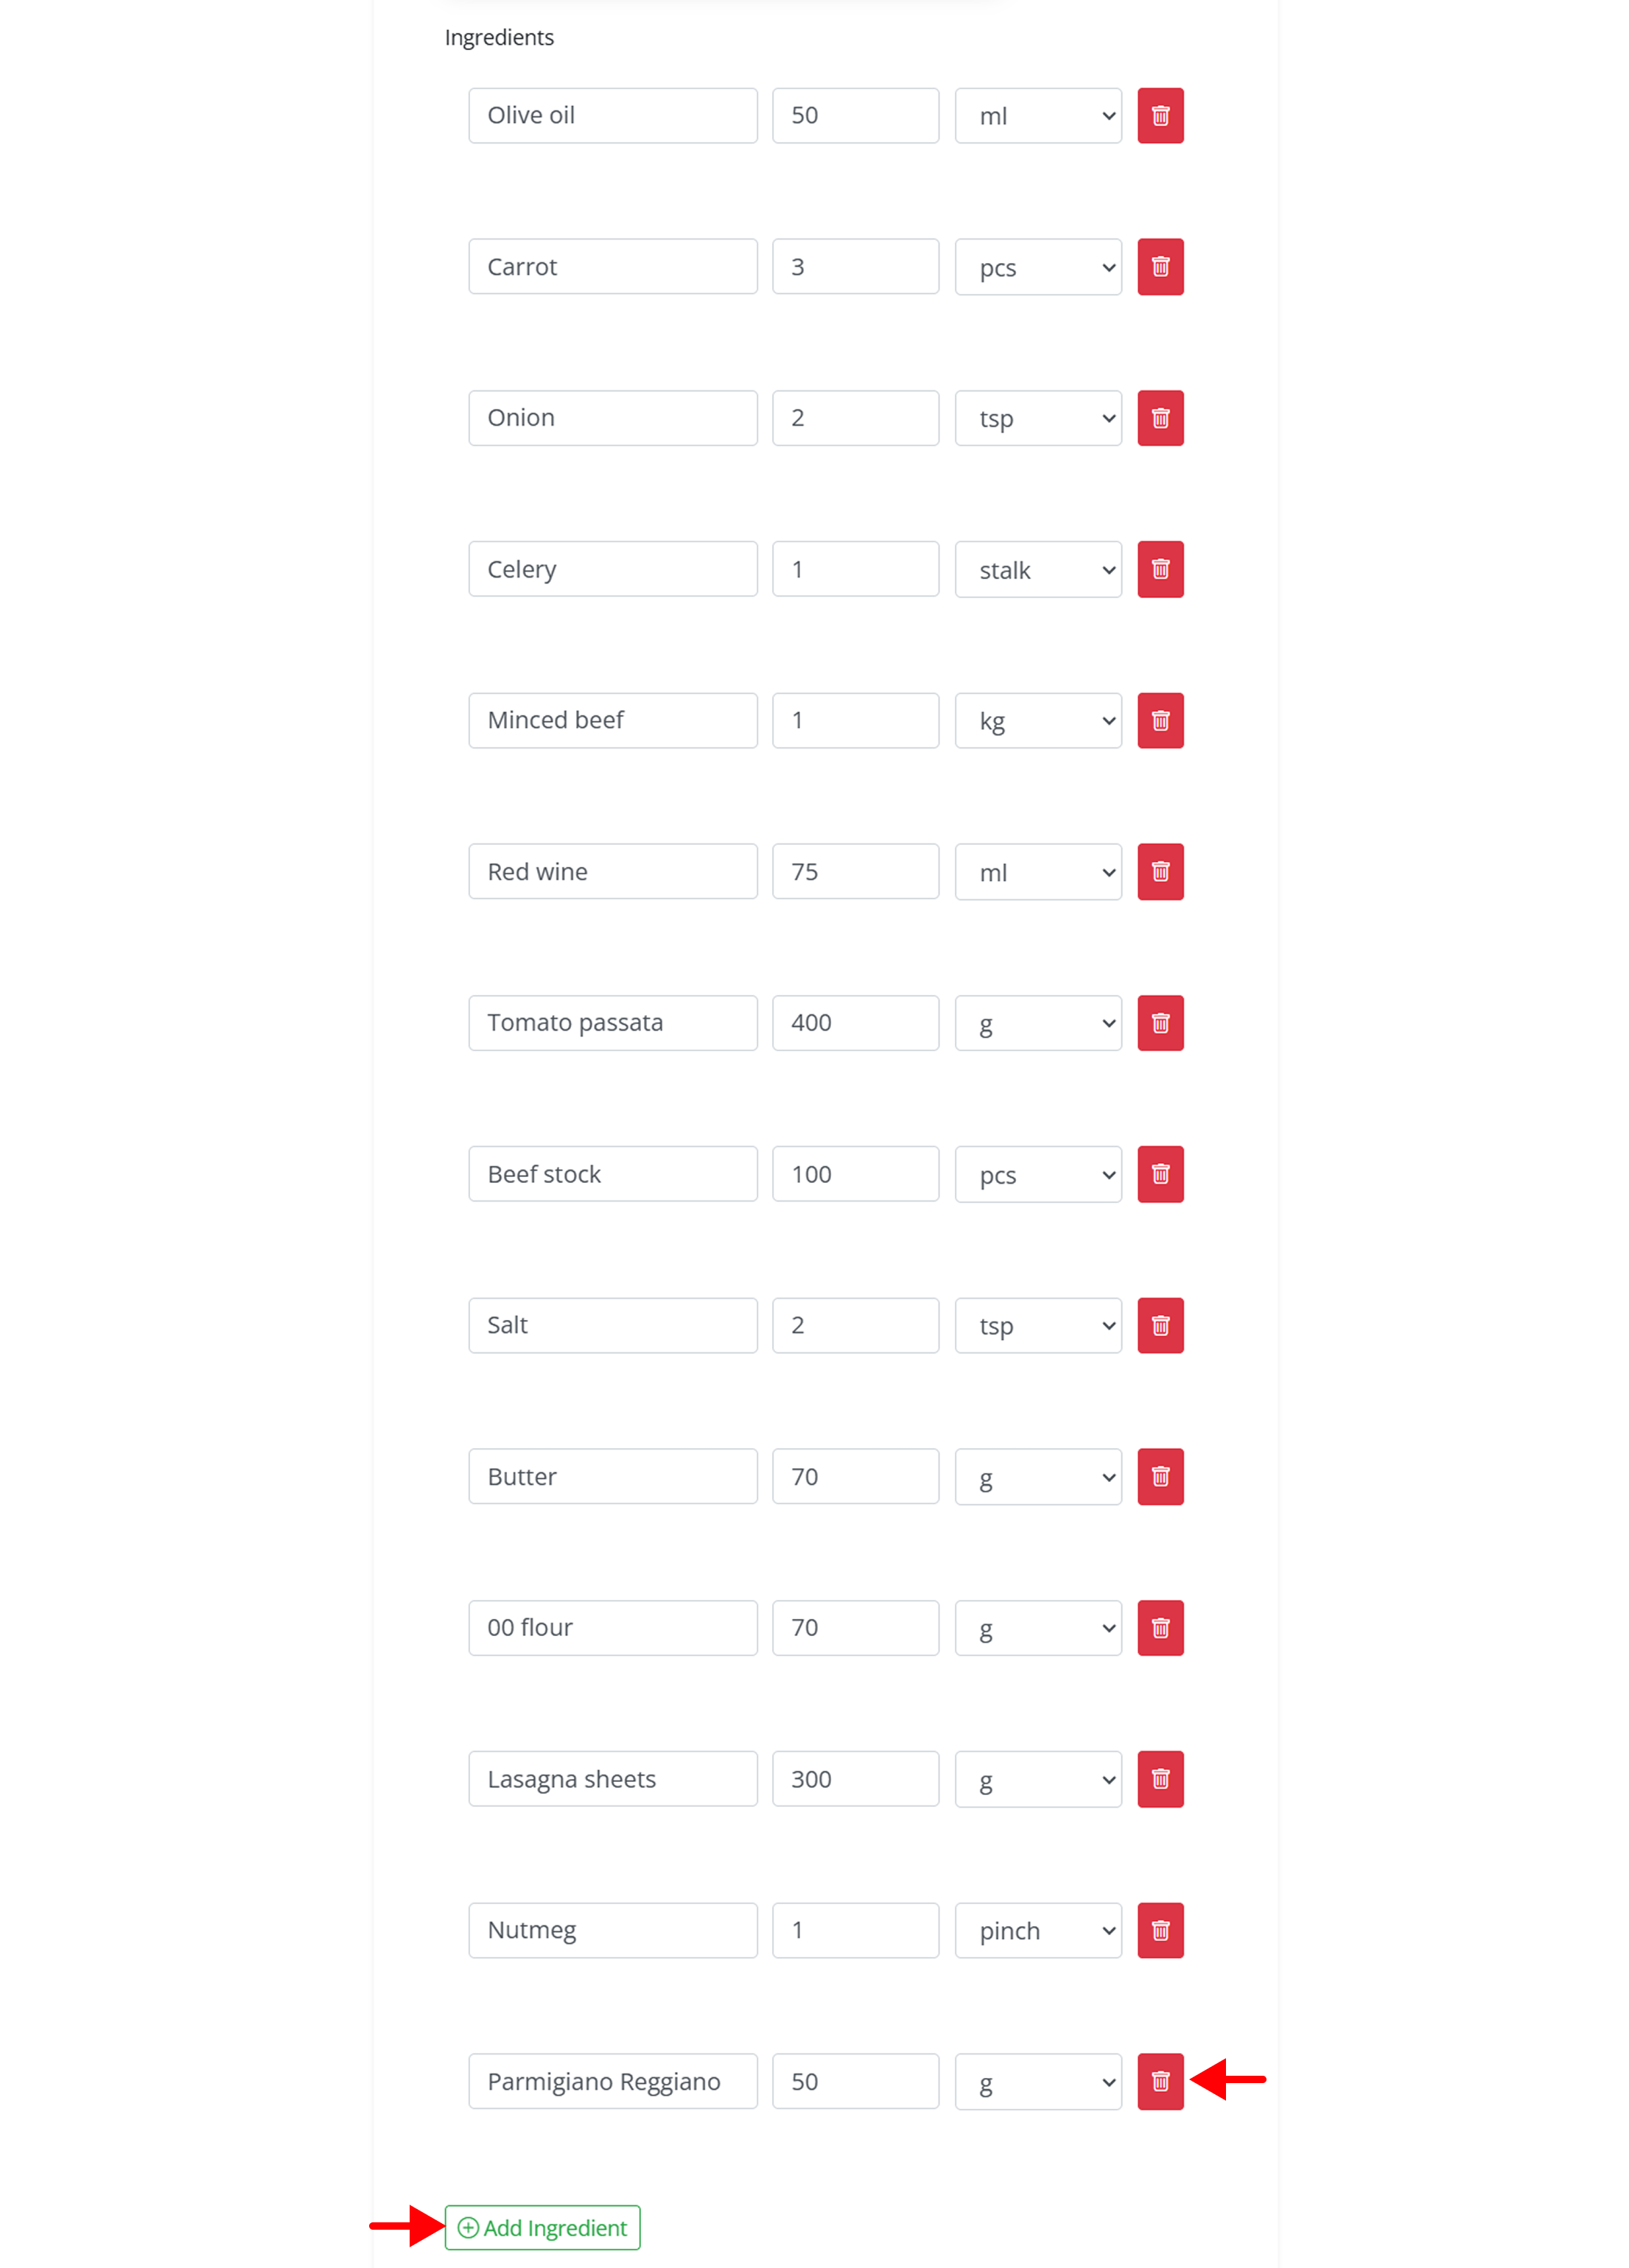 Ingredients
Olive oil 50 ml
Carrot 3 pcs
Onion 2 tsp
Celery 1 stalk
Minced beef 1 kg
Red wine 75 ml
Tomato passata 400 g
Beef stock 100 pcs
Salt 2 tsp
Butter 70 g
00 flour 70 g
Lasagna sheets 300 g
Nutmeg 1 pinch
Parmigiano Reggiano 50 g
Add Ingredient